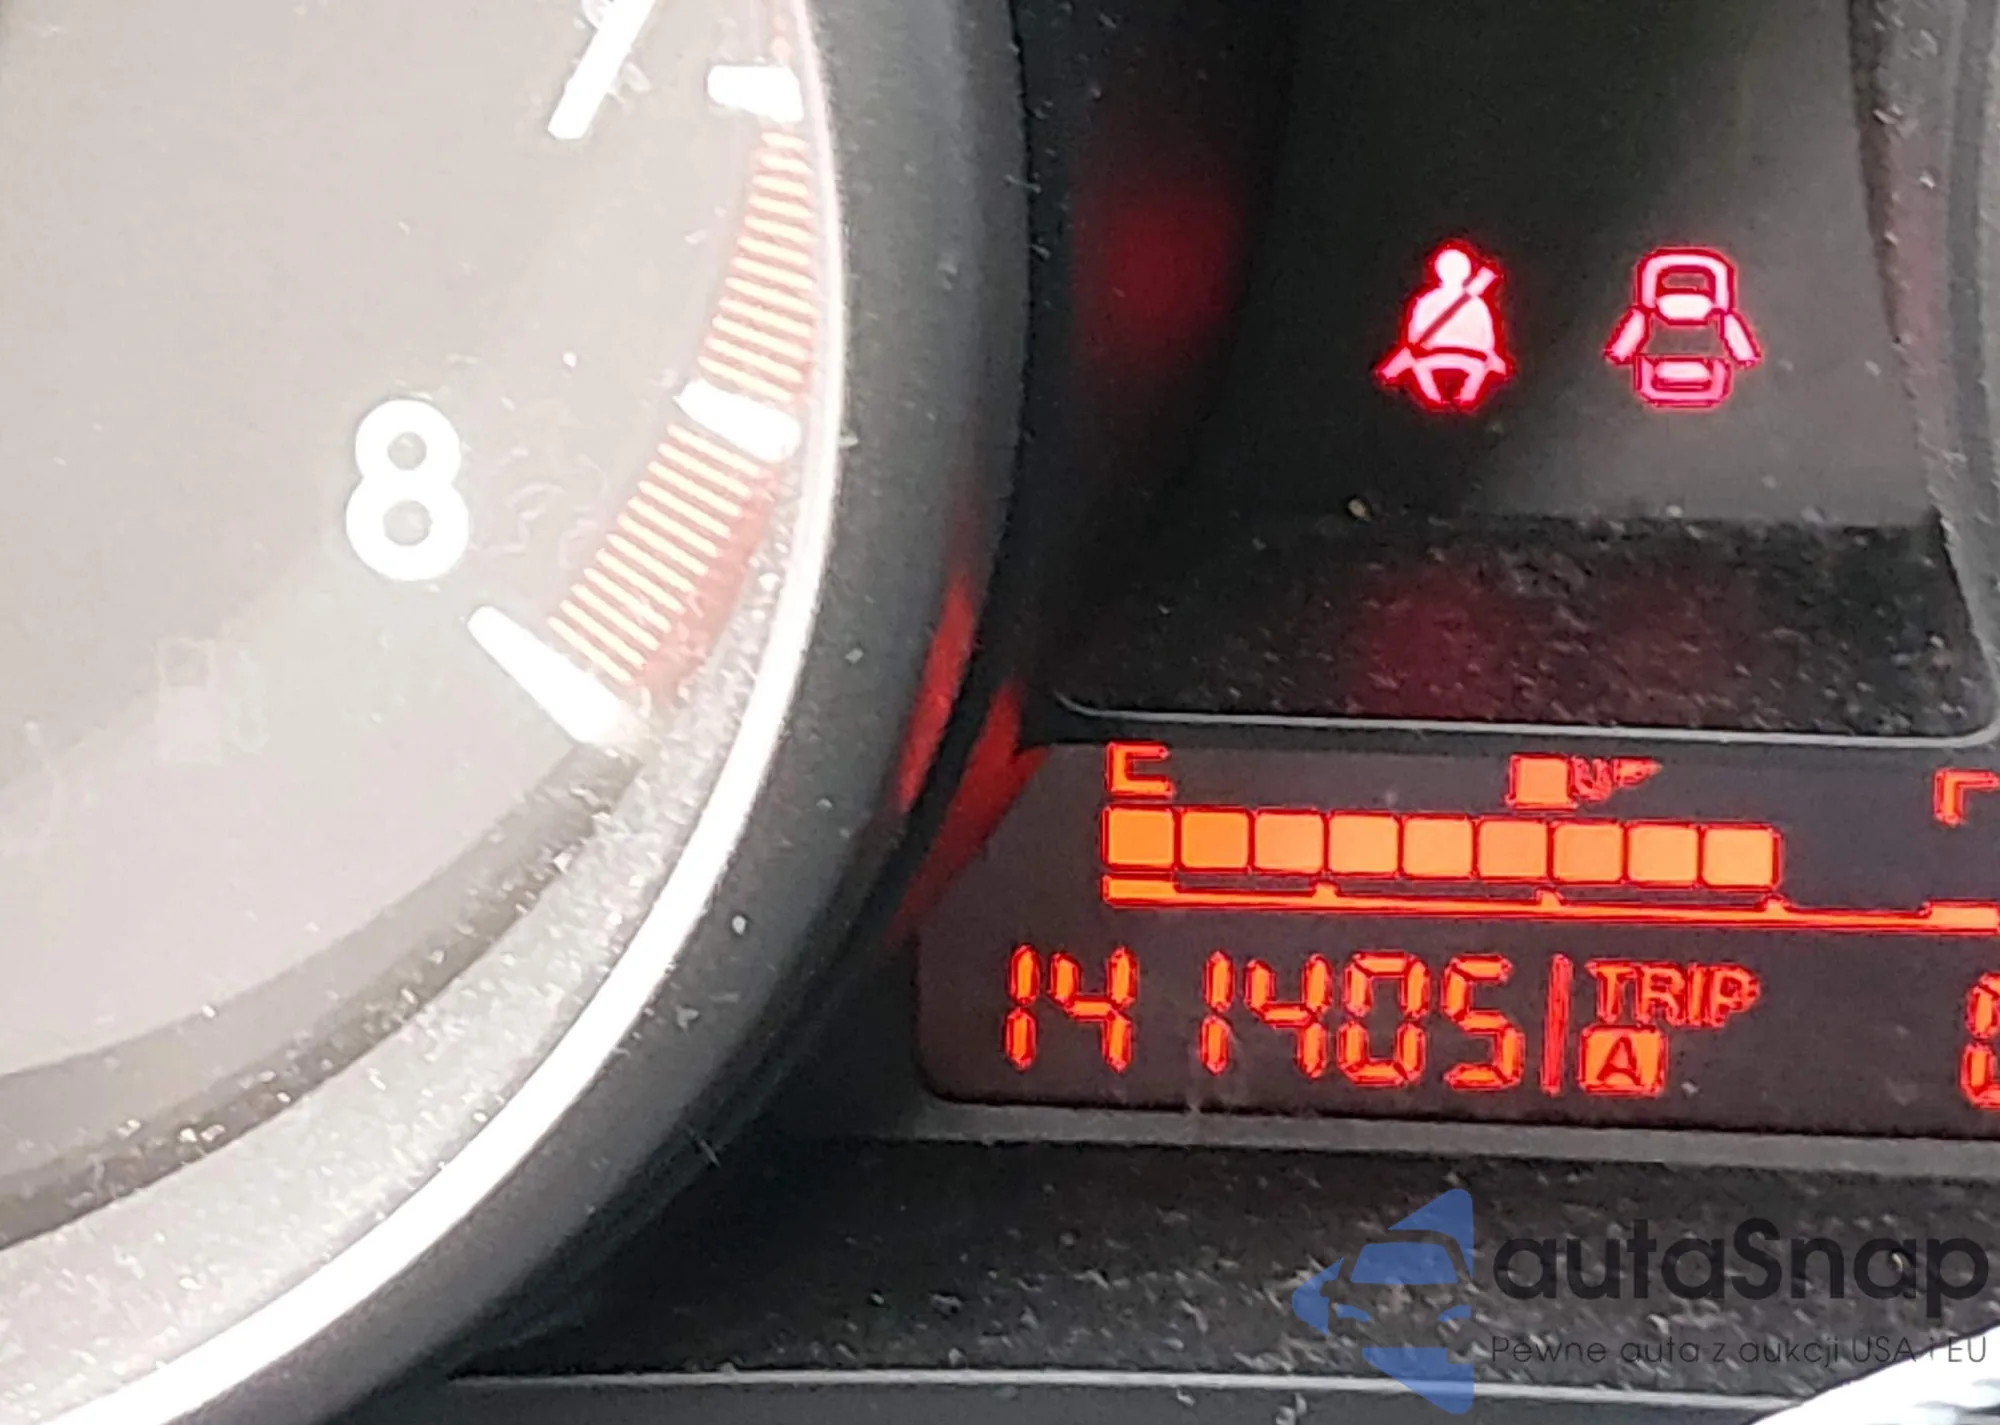 8
E
F
141405
TRIP
A
autaSnap
Pewne auta z aukcji USA i EU